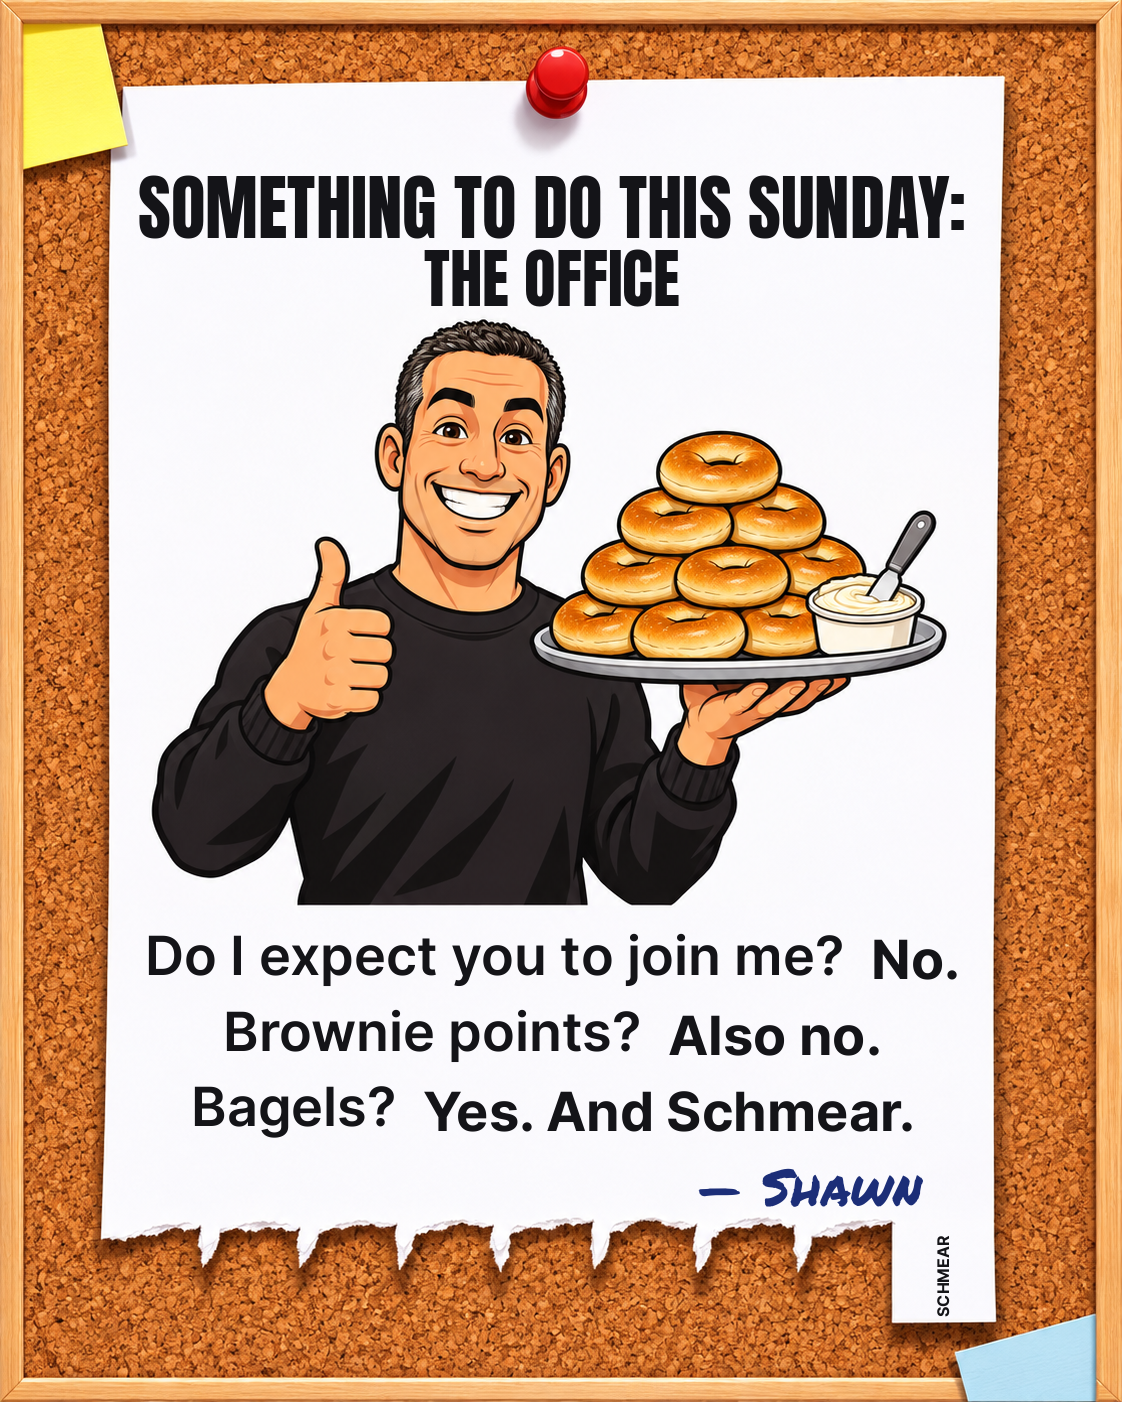 SOMETHING TO DO THIS SUNDAY:
THE OFFICE
Do I expect you to join me? No.
Brownie points? Also no.
Bagels? Yes. And Schmear.
— SHAWN
SCHMEAR